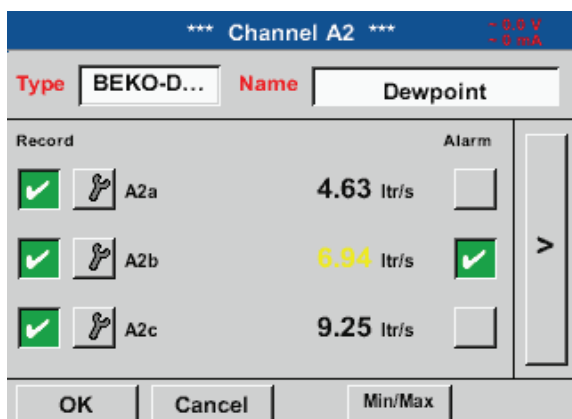 *** Channel A2 ***
~ 0.0 V
~ 0 mA
Type BEKO-D... Name Dewpoint
Record Alarm
A2a 4.63 ltr/s
A2b 6.94 ltr/s >
A2c 9.25 ltr/s
OK Cancel Min/Max